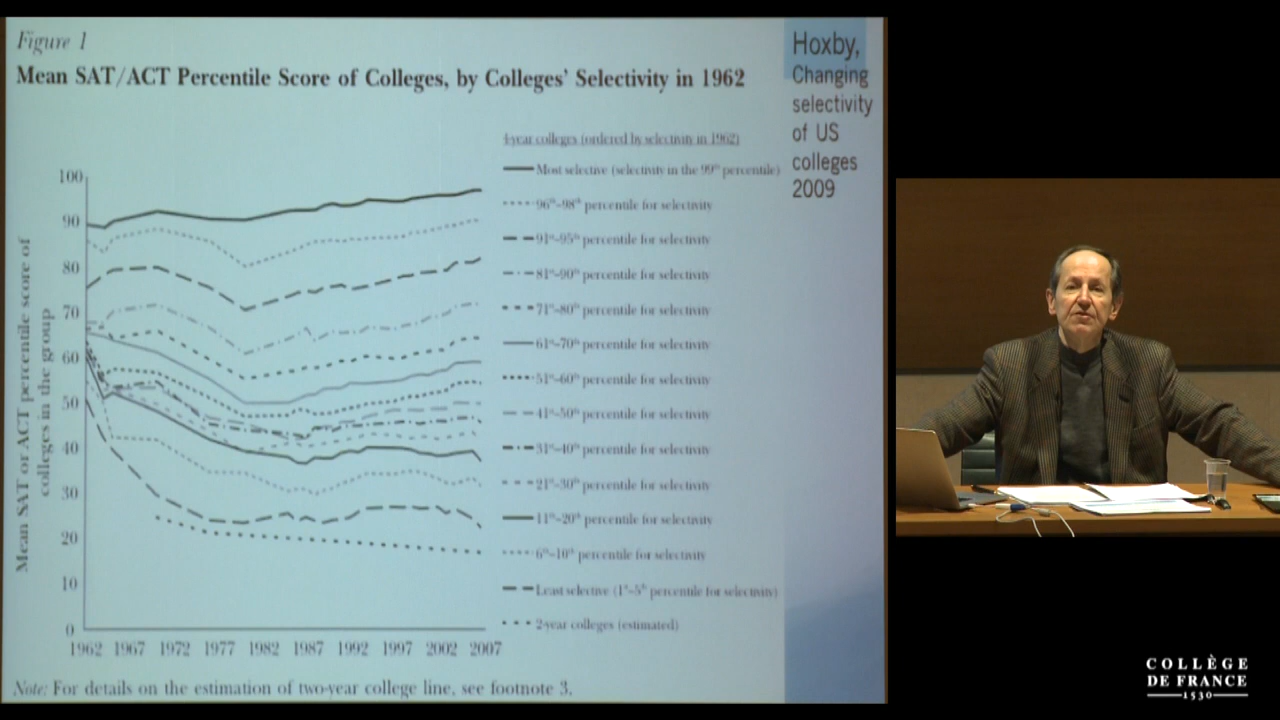 Figure 1
Mean SAT/ACT Percentile Score of Colleges, by Colleges' Selectivity in 1962
Mean SAT or ACT percentile score of
colleges in the group
100
90
80
70
60
50
40
30
20
10
0
1962 1967 1972 1977 1982 1987 1992 1997 2002 2007
4-year colleges (ordered by selectivity in 1962)
Most selective (selectivity in the 99th percentile)
96th–98th percentile for selectivity
91st–95th percentile for selectivity
81st–90th percentile for selectivity
71st–80th percentile for selectivity
61st–70th percentile for selectivity
51st–60th percentile for selectivity
41st–50th percentile for selectivity
31st–40th percentile for selectivity
21st–30th percentile for selectivity
11th–20th percentile for selectivity
6th–10th percentile for selectivity
Least selective (1st–5th percentile for selectivity)
2-year colleges (estimated)
Note: For details on the estimation of two-year college line, see footnote 3.
Hoxby,
Changing
selectivity
of US
colleges
2009
COLLÈGE
DE FRANCE
1530